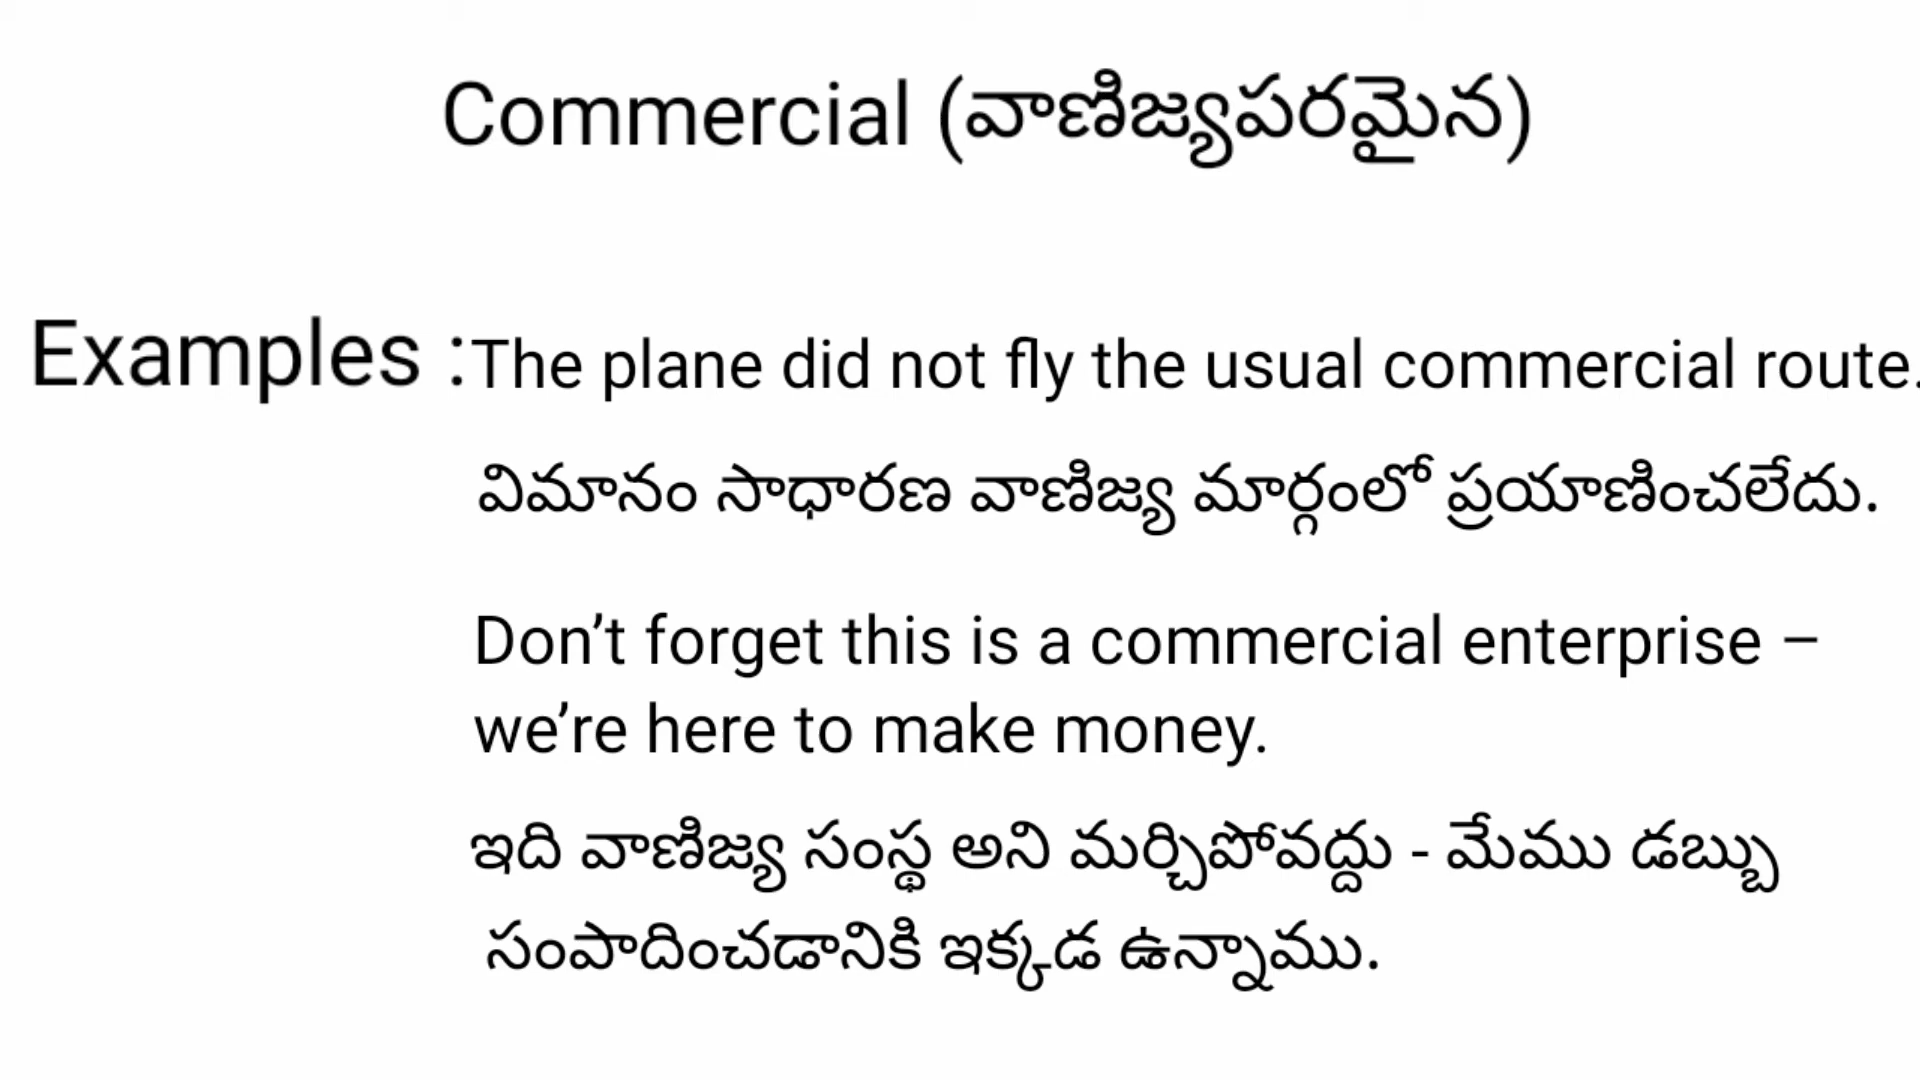 Commercial (వాణిజ్యపరమైన)
Examples :The plane did not fly the usual commercial route.
విమానం సాధారణ వాణిజ్య మార్గంలో ప్రయాణించలేదు.
Don’t forget this is a commercial enterprise –
we’re here to make money.
ఇది వాణిజ్య సంస్థ అని మర్చిపోవద్దు - మేము డబ్బు
సంపాదించడానికి ఇక్కడ ఉన్నాము.